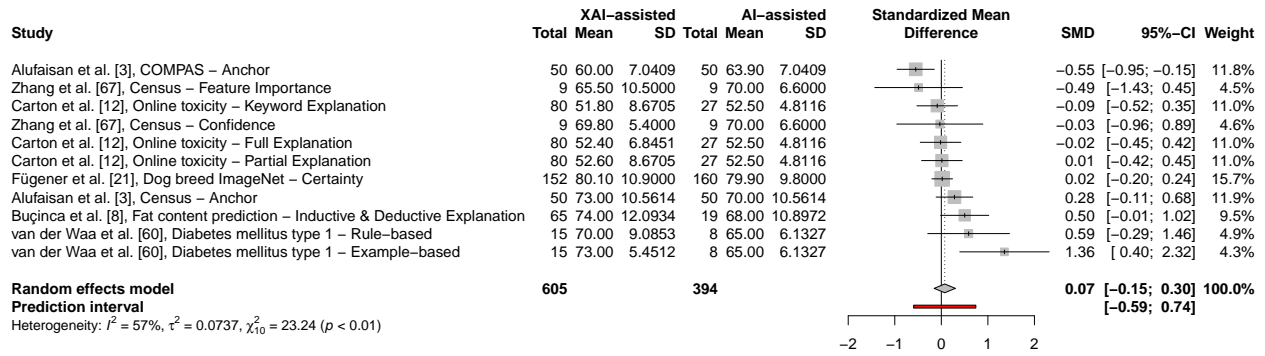 XAI−assisted AI−assisted Standardized Mean
Study Total Mean SD Total Mean SD Difference SMD 95%−CI Weight
Alufaisan et al. [3], COMPAS − Anchor 50 60.00 7.0409 50 63.90 7.0409 −0.55 [−0.95; −0.15] 11.8%
Zhang et al. [67], Census − Feature Importance 9 65.50 10.5000 9 70.00 6.6000 −0.49 [−1.43; 0.45] 4.5%
Carton et al. [12], Online toxicity − Keyword Explanation 80 51.80 8.6705 27 52.50 4.8116 −0.09 [−0.52; 0.35] 11.0%
Zhang et al. [67], Census − Confidence 9 69.80 5.4000 9 70.00 6.6000 −0.03 [−0.96; 0.89] 4.6%
Carton et al. [12], Online toxicity − Full Explanation 80 52.40 6.8451 27 52.50 4.8116 −0.02 [−0.45; 0.42] 11.0%
Carton et al. [12], Online toxicity − Partial Explanation 80 52.60 8.6705 27 52.50 4.8116 0.01 [−0.42; 0.45] 11.0%
Fügener et al. [21], Dog breed ImageNet − Certainty 152 80.10 10.9000 160 79.90 9.8000 0.02 [−0.20; 0.24] 15.7%
Alufaisan et al. [3], Census − Anchor 50 73.00 10.5614 50 70.00 10.5614 0.28 [−0.11; 0.68] 11.9%
Buçinca et al. [8], Fat content prediction − Inductive & Deductive Explanation 65 74.00 12.0934 19 68.00 10.8972 0.50 [−0.01; 1.02] 9.5%
van der Waa et al. [60], Diabetes mellitus type 1 − Rule−based 15 70.00 9.0853 8 65.00 6.1327 0.59 [−0.29; 1.46] 4.9%
van der Waa et al. [60], Diabetes mellitus type 1 − Example−based 15 73.00 5.4512 8 65.00 6.1327 1.36 [ 0.40; 2.32] 4.3%
Random effects model 605 394 0.07 [−0.15; 0.30] 100.0%
Prediction interval [−0.59; 0.74]
Heterogeneity: I² = 57%, τ² = 0.0737, χ²₁₀ = 23.24 (p < 0.01)
−2 −1 0 1 2